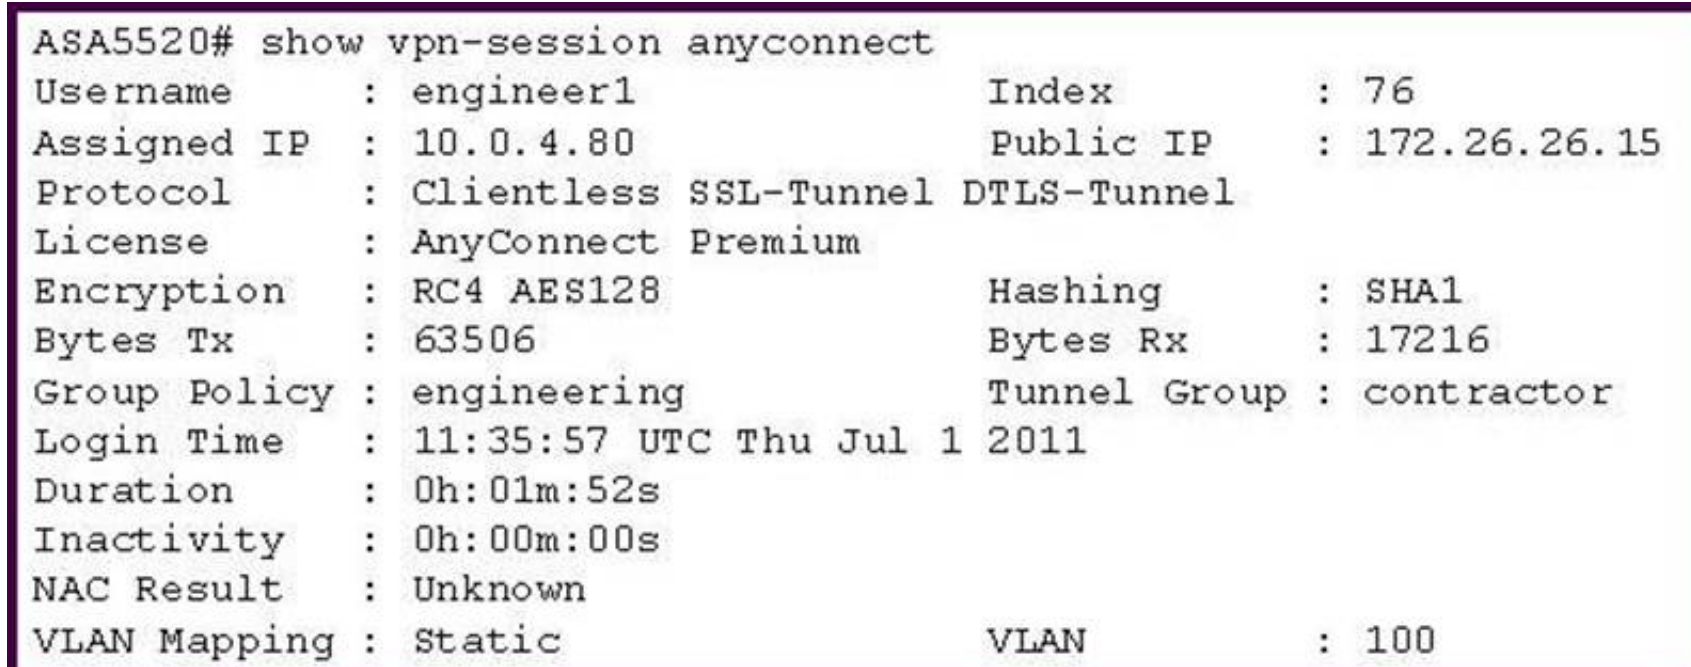 ASA5520# show vpn-session anyconnect
Username : engineer1 Index : 76
Assigned IP : 10.0.4.80 Public IP : 172.26.26.15
Protocol : Clientless SSL-Tunnel DTLS-Tunnel
License : AnyConnect Premium
Encryption : RC4 AES128 Hashing : SHA1
Bytes Tx : 63506 Bytes Rx : 17216
Group Policy : engineering Tunnel Group : contractor
Login Time : 11:35:57 UTC Thu Jul 1 2011
Duration : 0h:01m:52s
Inactivity : 0h:00m:00s
NAC Result : Unknown
VLAN Mapping : Static VLAN : 100